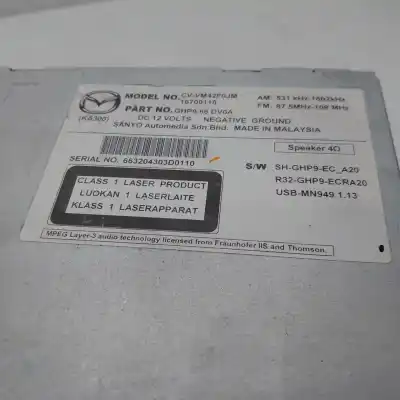 MODEL NO. CV-VM42F0JM AM: 531 kHz-1602kHz
18700116 FM: 87.5MHz-108 MHz
PART NO. GHP9 66 DV0A
(KA300) DC 12 VOLTS NEGATIVE GROUND
SANYO Automedia Sdn.Bhd. MADE IN MALAYSIA
Speaker 4Ω
SERIAL NO. 683204303D0110
S/W SH-GHP9-EC_A20
R32-GHP9-ECRA20
USB-MN949.1.13
CLASS 1 LASER PRODUCT
LUOKAN 1 LASERLAITE
KLASS 1 LASERAPPARAT
MPEG Layer-3 audio technology licensed from Fraunhofer IIS and Thomson.